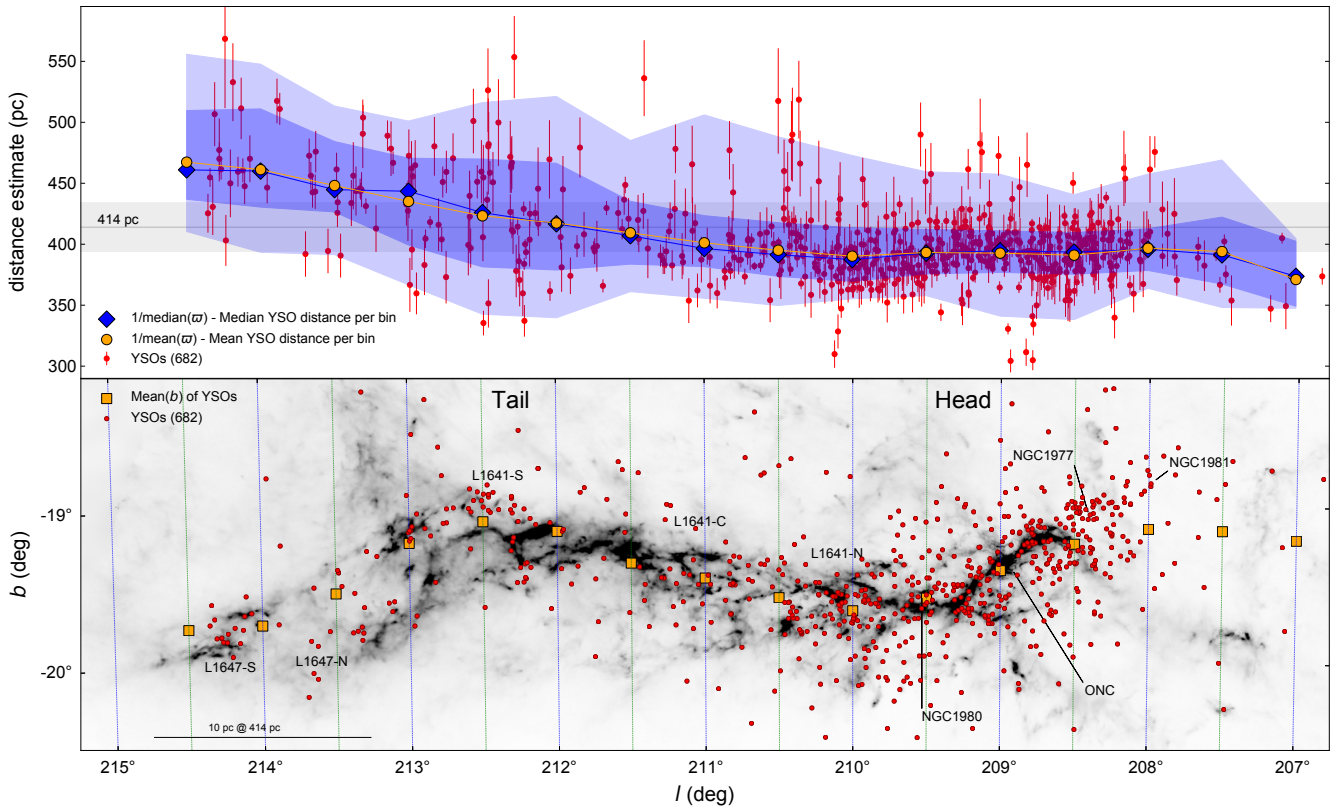 550
500
450
400
350
300
distance estimate (pc)
414 pc
1/median(ϖ) - Median YSO distance per bin
1/mean(ϖ) - Mean YSO distance per bin
YSOs (682)
Mean(b) of YSOs
YSOs (682)
Tail
Head
NGC1977
NGC1981
L1641-S
L1641-C
L1641-N
L1647-S
L1647-N
ONC
NGC1980
10 pc @ 414 pc
-19°
-20°
b (deg)
215°
214°
213°
212°
211°
210°
209°
208°
207°
l (deg)